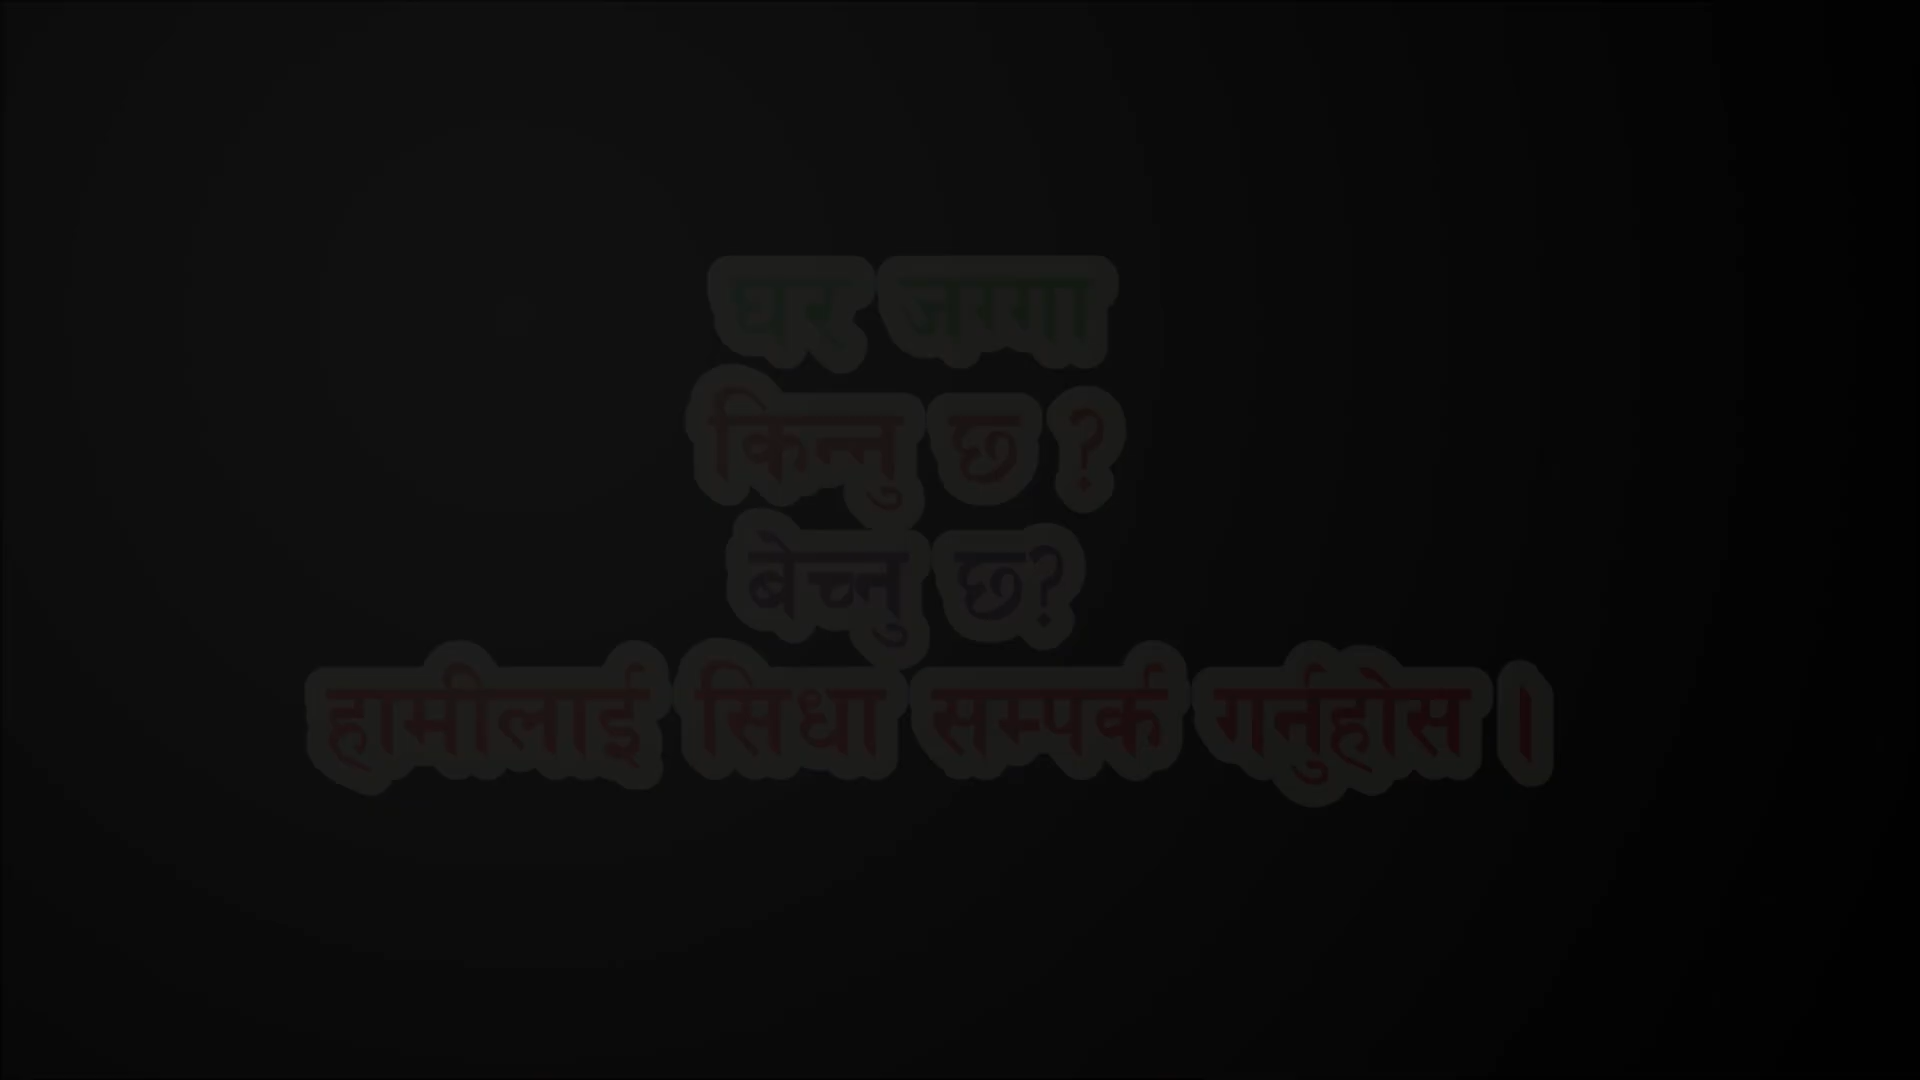 घर जग्गा
किन्नु छ ?
बेच्नु छ?
हामीलाई सिधा सम्पर्क गर्नुहोस ।